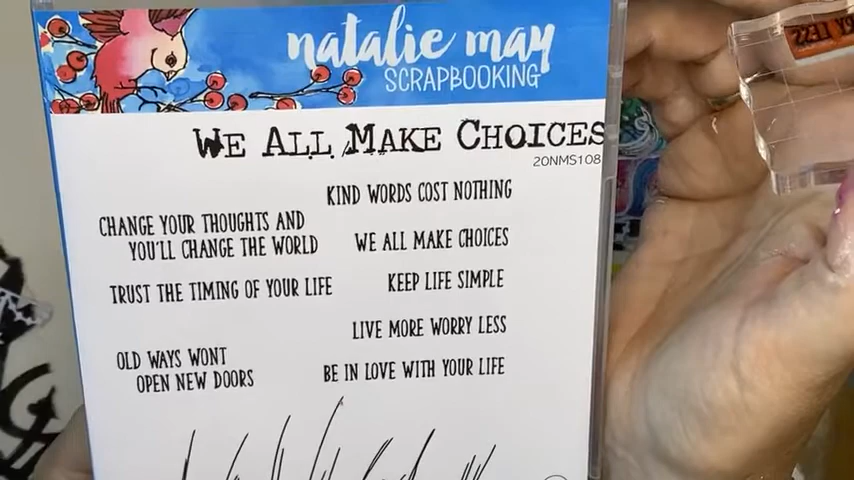 natalie may
SCRAPBOOKING
WE ALL MAKE CHOICES
20NMS108
KIND WORDS COST NOTHING
CHANGE YOUR THOUGHTS AND
YOU'LL CHANGE THE WORLD
WE ALL MAKE CHOICES
TRUST THE TIMING OF YOUR LIFE
KEEP LIFE SIMPLE
LIVE MORE WORRY LESS
OLD WAYS WONT
OPEN NEW DOORS
BE IN LOVE WITH YOUR LIFE